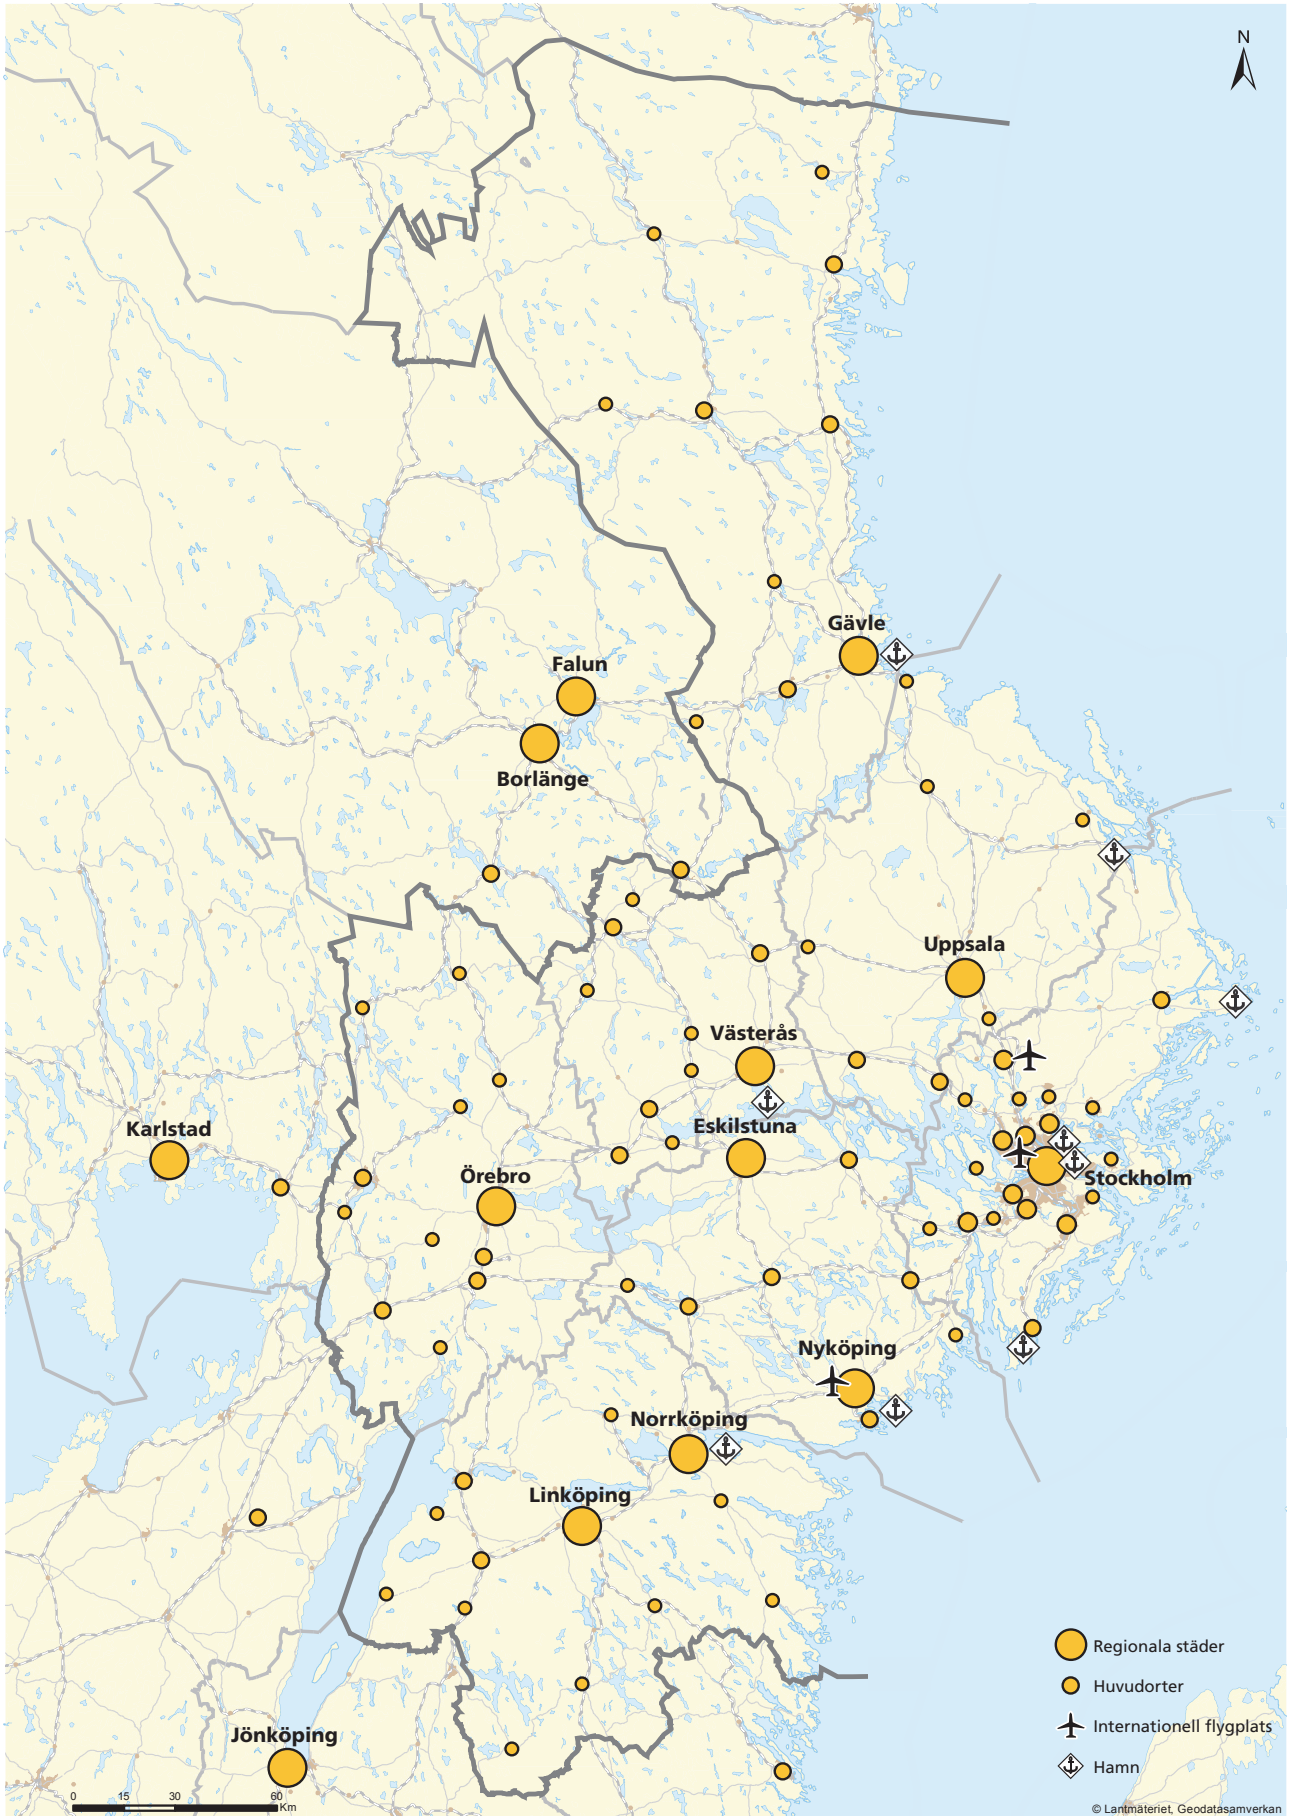 N
Gävle
Falun
Borlänge
Uppsala
Västerås
Eskilstuna
Karlstad
Örebro
Stockholm
Nyköping
Norrköping
Linköping
Jönköping
Regionala städer
Huvudorter
Internationell flygplats
Hamn
0 15 30 60
Km
© Lantmäteriet, Geodatasamverkan